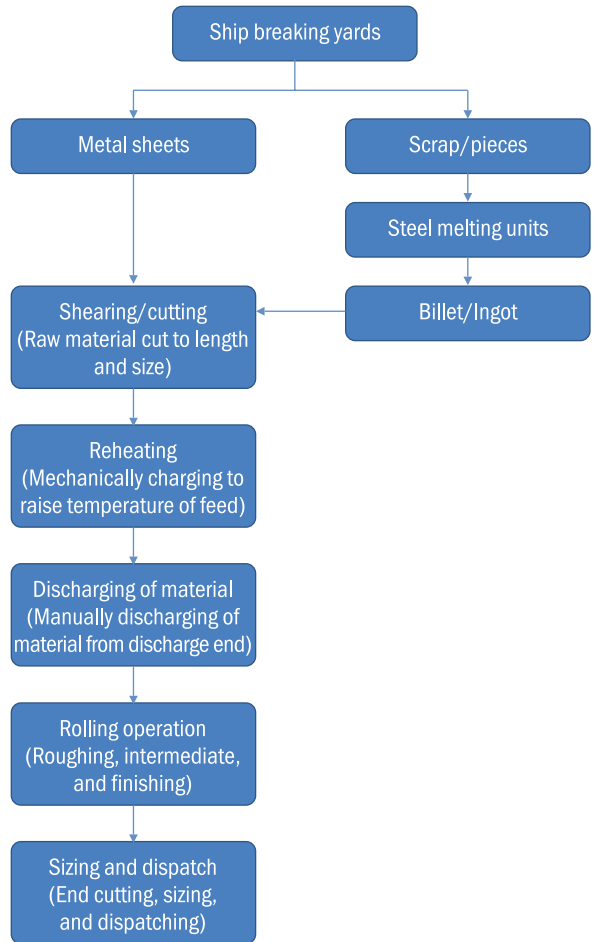 Ship breaking yards
Metal sheets
Scrap/pieces
Steel melting units
Shearing/cutting
(Raw material cut to length
and size)
Billet/Ingot
Reheating
(Mechanically charging to
raise temperature of feed)
Discharging of material
(Manually discharging of
material from discharge end)
Rolling operation
(Roughing, intermediate,
and finishing)
Sizing and dispatch
(End cutting, sizing,
and dispatching)